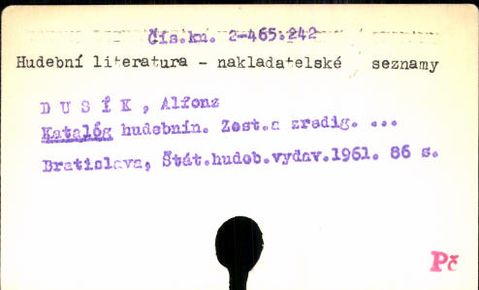 Čís.kn. 2-465.242
Hudební literatura - nakladatelské seznamy
DUSÍK, Alfonz
Katalóg hudobnín. Zost.a zredig. ...
Bratislava, Štát.hudob.vydav.1961. 86 s.
Pč